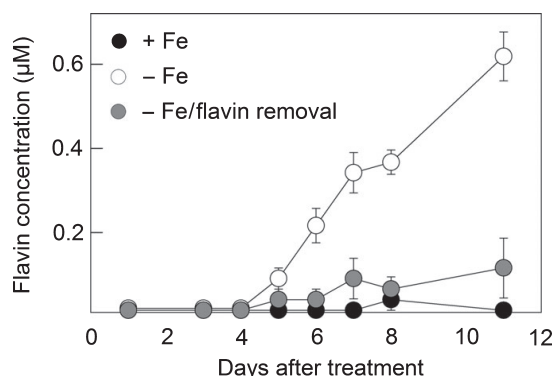 + Fe
– Fe
– Fe/flavin removal
Flavin concentration (µM)
0.6
0.4
0.2
0 2 4 6 8 10 12
Days after treatment